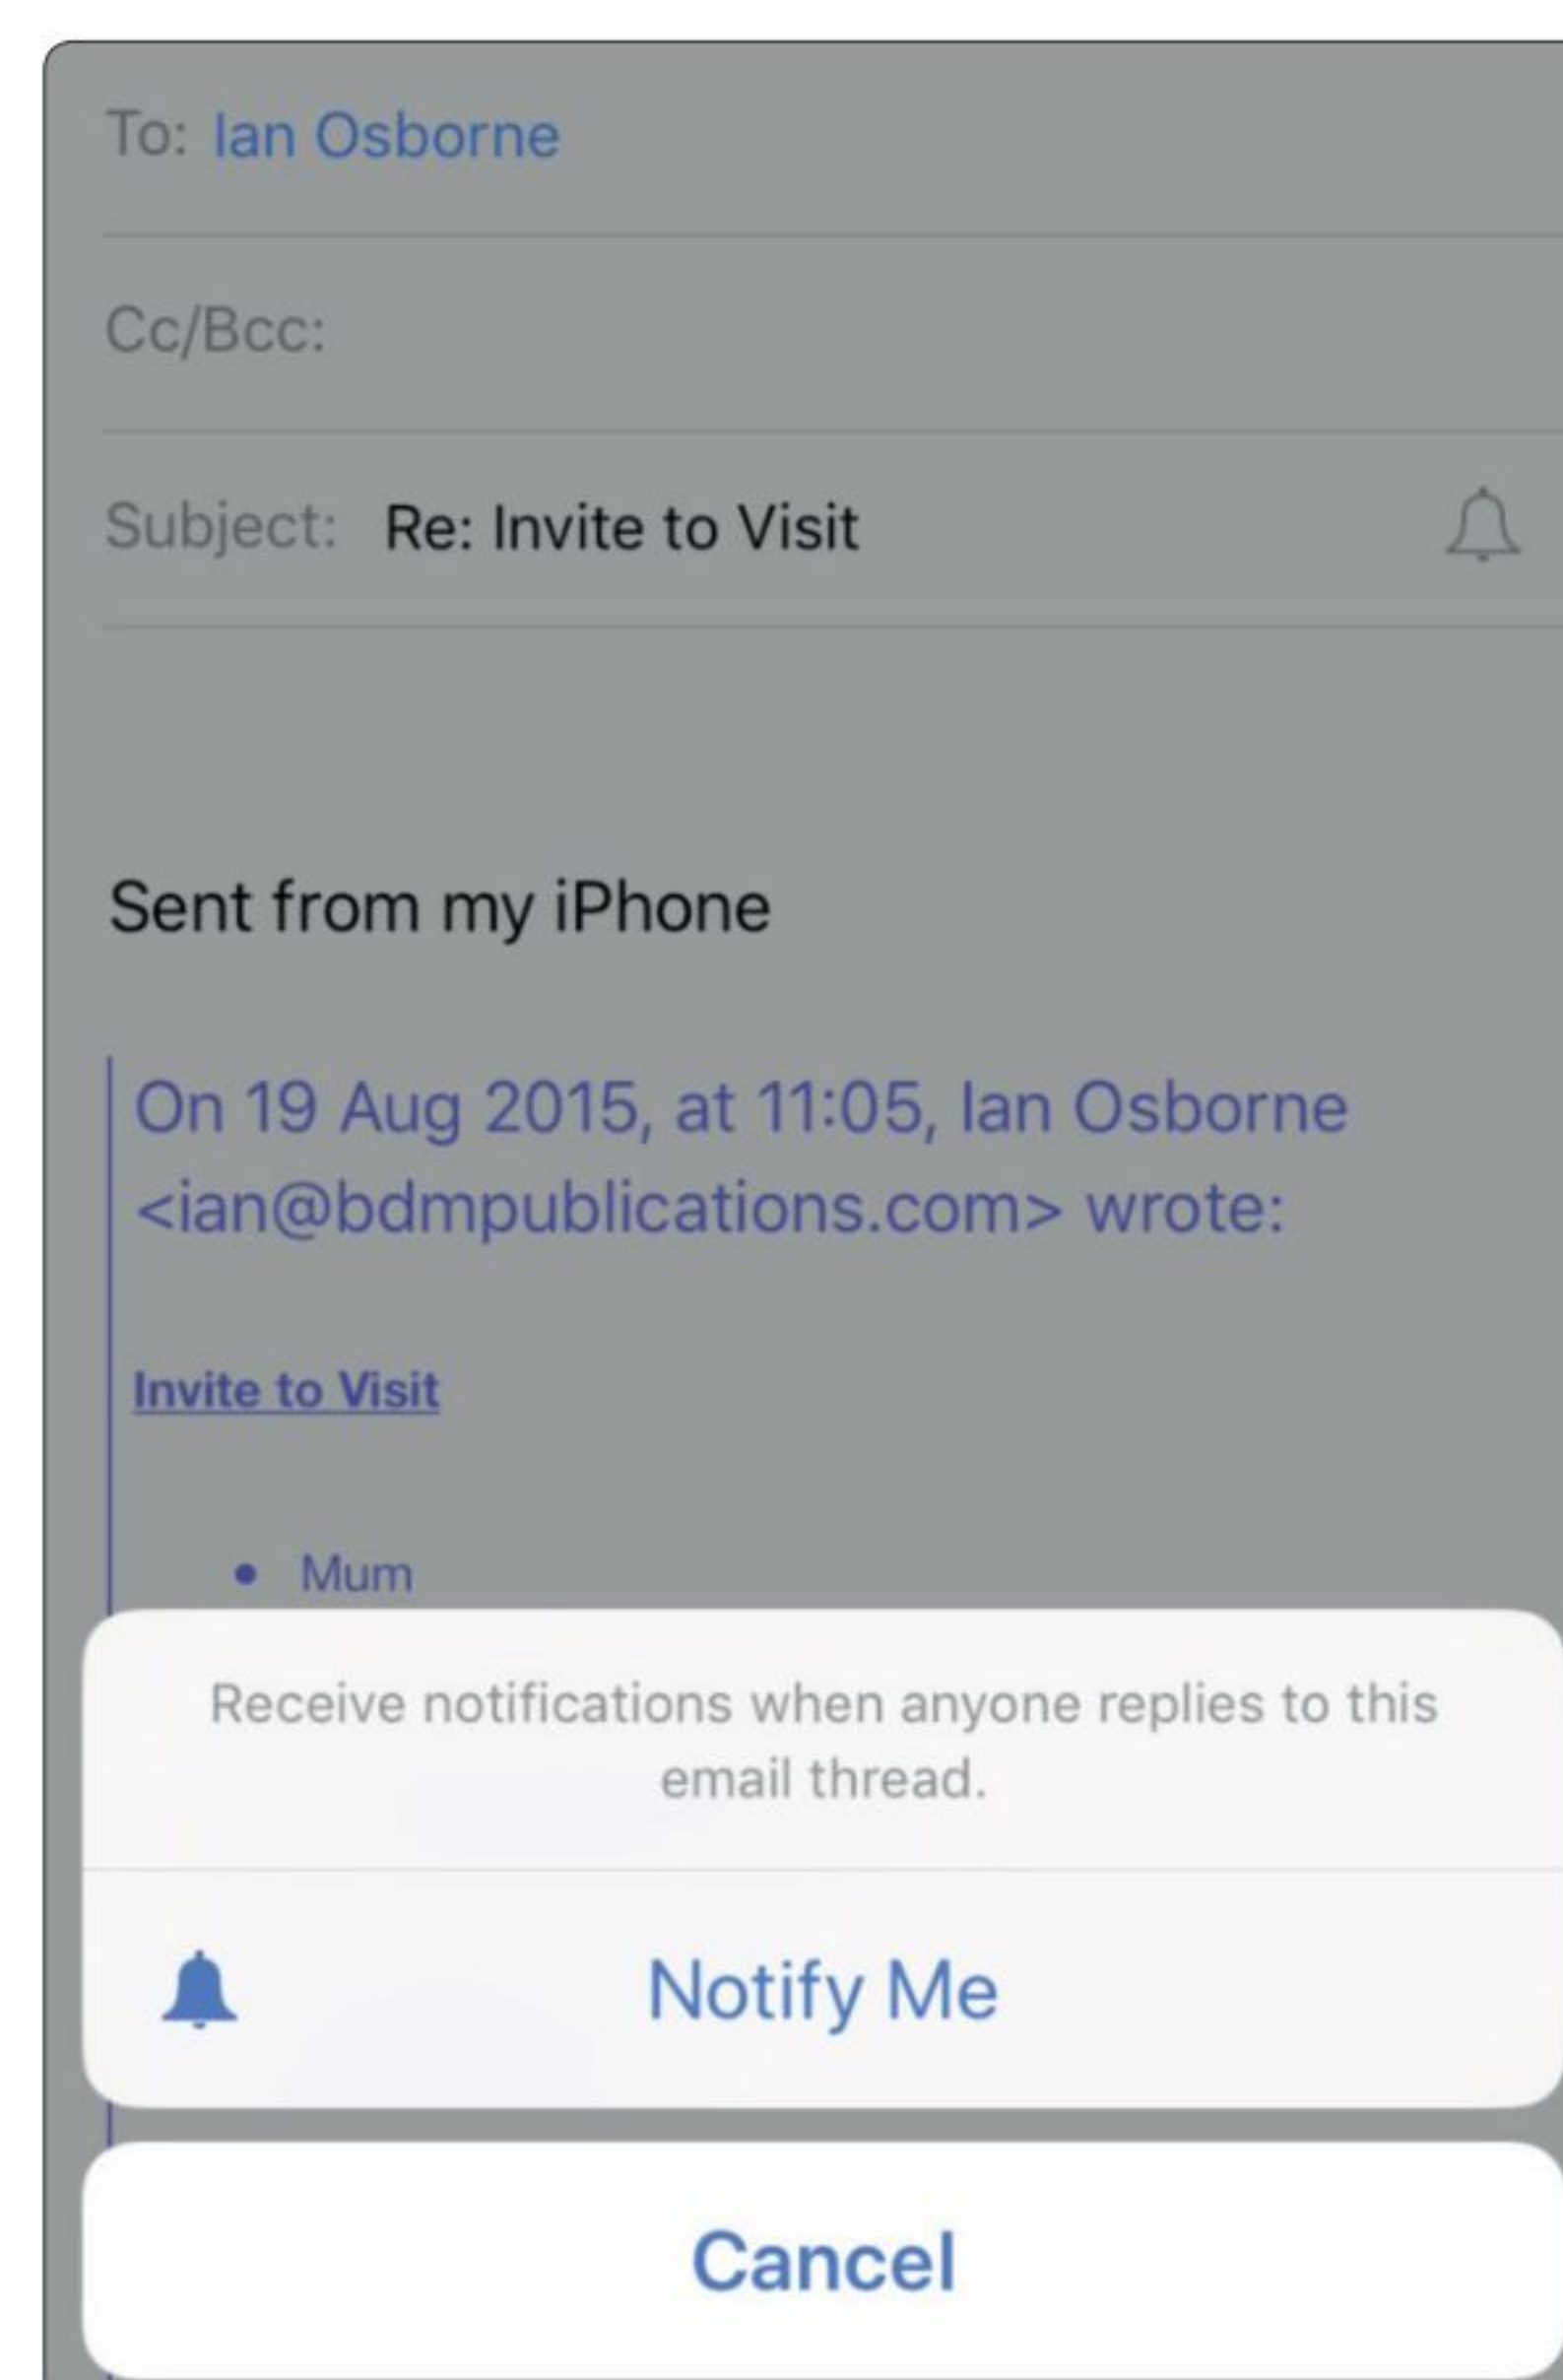 To: Ian Osborne
Cc/Bcc:
Subject: Re: Invite to Visit
Sent from my iPhone
On 19 Aug 2015, at 11:05, Ian Osborne
<ian@bdmpublications.com> wrote:
Invite to Visit
• Mum
Receive notifications when anyone replies to this
email thread.
Notify Me
Cancel